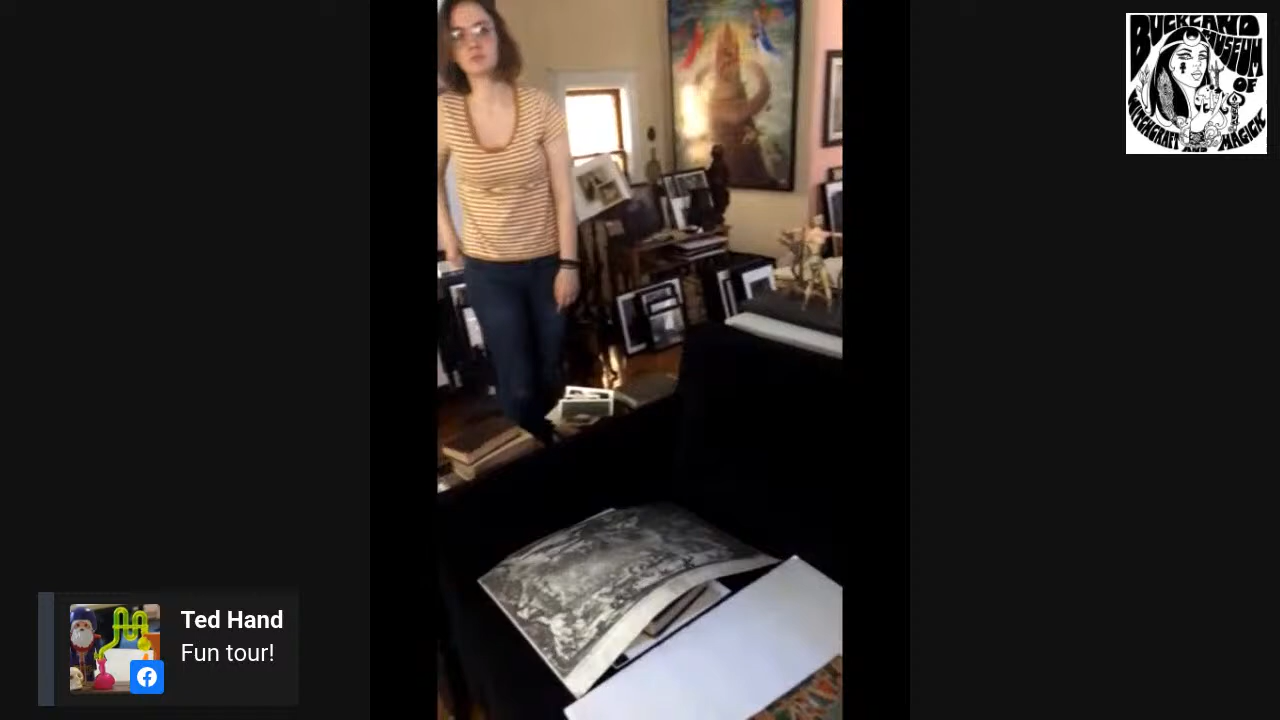 BUCKLAND
MUSEUM
OF
WITCHCRAFT AND MAGICK
Ted Hand
Fun tour!